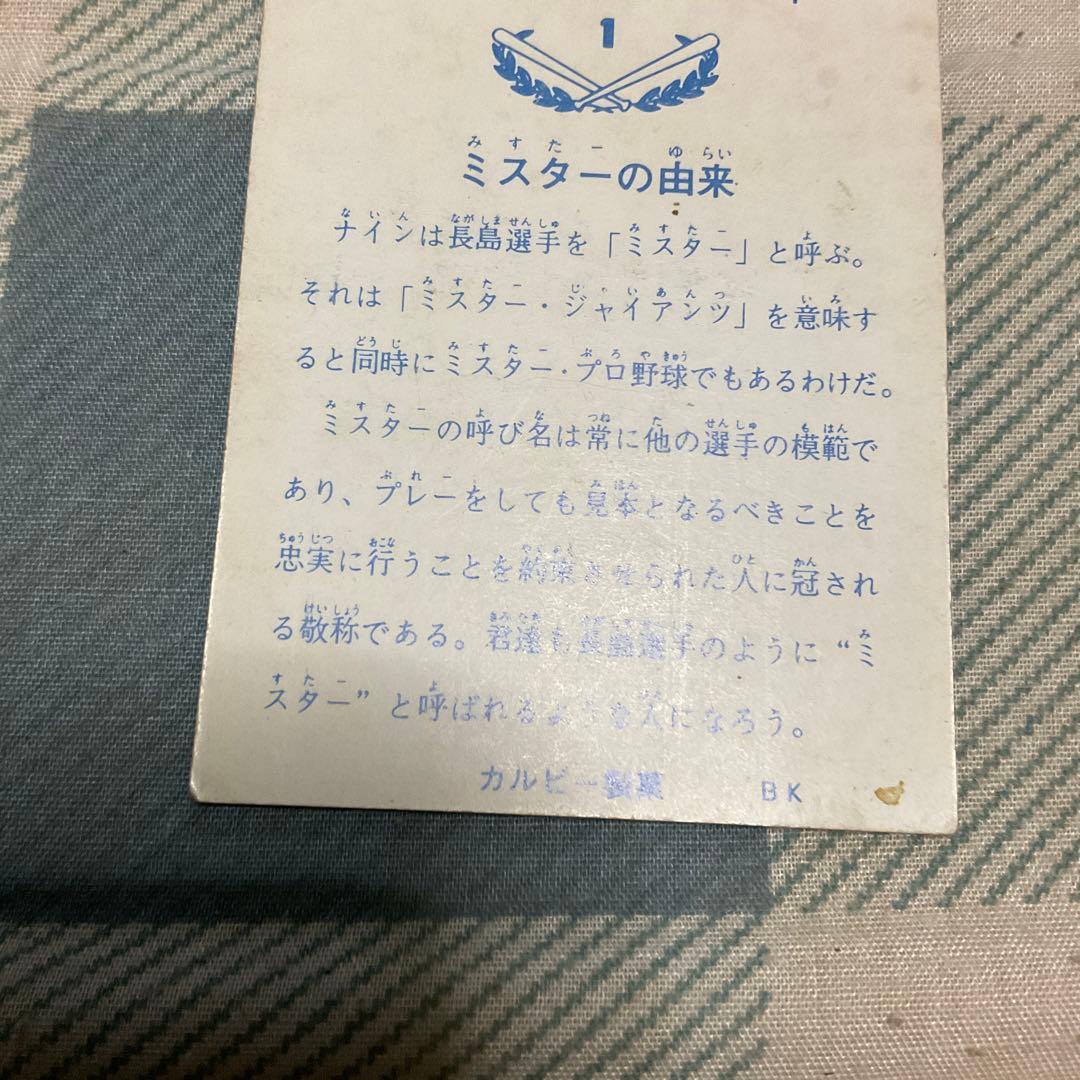 1
ミスターの由来
ナインは長島選手を「ミスター」と呼ぶ。
それは「ミスター・ジャイアンツ」を意味す
ると同時にミスター・プロ野球でもあるわけだ。
ミスターの呼び名は常に他の選手の模範で
あり、プレーをしても見本となるべきことを
忠実に行うことを約束させられた人に冠され
る敬称である。君達も長島選手のように“ミ
スター”と呼ばれるような人になろう。
カルビー製菓 BK